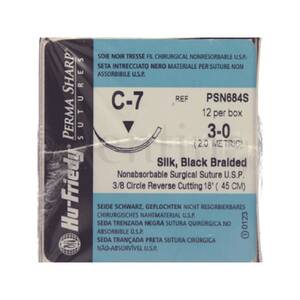 Hu-Friedy PERMA SHARP
SUTURES
SOIE NOIR TRESSÉ FIL CHIRURGICAL NONRESORBABLE U.S.P.
SETA INTRECCIATO NERO MATERIALE PER SUTURE NON
ASSORBIBILE U.S.P.
C-7
REF
PSN684S
12 per box
3-0
(2.0 METRIC)
Silk, Black Braided
Nonabsorbable Surgical Suture U.S.P.
3/8 Circle Reverse Cutting 18" (45 CM)
SEIDE SCHWARZ, GEFLOCHTEN NICHT RESORBIERBARES
CHIRURGISCHES NAHTMATERIAL U.S.P.
SEDA TRENZADA NEGRA SUTURA QUIRÚRGICA NO
ABSORBIBLE U.S.P.
SEDA TRANÇADA PRETA SUTURA CIRÚRGICA
NÃO-ABSORVÍVEL U.S.P.
0123